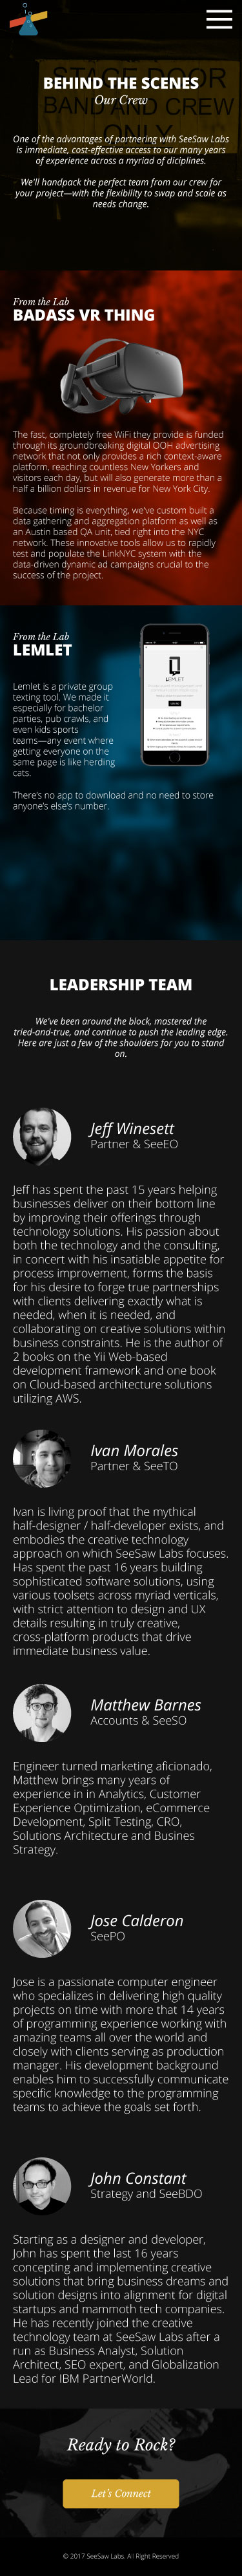 BEHIND THE SCENES
Our Crew
BAND AND CREW
ONLY
One of the advantages of partnering with SeeSaw Labs
is immediate, cost-effective access to our many years
of experience across a myriad of diciplines.
We'll handpack the perfect team from our crew for
your project—with the flexibility to swap and scale as
needs change.
From the Lab
BADASS VR THING
The fast, completely free WiFi they provide is funded
through its groundbreaking digital OOH advertising
network that not only provides a rich context-aware
platform, reaching countless New Yorkers and
visitors each day, but will also generate more than a
half a billion dollars in revenue for New York City.
Because timing is everything, we've custom built a
data gathering and aggregation platform as well as
an Austin based QA unit, tied right into the NYC
network. These innovative tools allow us to rapidly
test and populate the LinkNYC system with the
data-driven dynamic ad campaigns crucial to the
success of the project.
From the Lab
LEMLET
LEMLET
Lemlet is a private group
texting tool. We made it
especially for bachelor
parties, pub crawls, and
even kids sports
teams—any event where
getting everyone on the
same page is like herding
cats.
There's no app to download and no need to store
anyone's else's number.
LEADERSHIP TEAM
We've been around the block, mastered the
tried-and-true, and continue to push the leading edge.
Here are just a few of the shoulders for you to stand
on.
Jeff Winesett
Partner & SeeEO
Jeff has spent the past 15 years helping
businesses deliver on their bottom line
by improving their offerings through
technology solutions. His passion about
both the technology and the consulting,
in concert with his insatiable appetite for
process improvement, forms the basis
for his desire to forge true partnerships
with clients delivering exactly what is
needed, when it is needed, and
collaborating on creative solutions within
business constraints. He is the author of
2 books on the Yii Web-based
development framework and one book
on Cloud-based architecture solutions
utilizing AWS.
Ivan Morales
Partner & SeeTO
Ivan is living proof that the mythical
half-designer / half-developer exists, and
embodies the creative technology
approach on which SeeSaw Labs focuses.
Has spent the past 16 years building
sophisticated software solutions, using
various toolsets across myriad verticals,
with strict attention to design and UX
details resulting in truly creative,
cross-platform products that drive
immediate business value.
Matthew Barnes
Accounts & SeeSO
Engineer turned marketing aficionado,
Matthew brings many years of
experience in in Analytics, Customer
Experience Optimization, eCommerce
Development, Split Testing, CRO,
Solutions Architecture and Busines
Strategy.
Jose Calderon
SeePO
Jose is a passionate computer engineer
who specializes in delivering high quality
projects on time with more that 14 years
of programming experience working with
amazing teams all over the world and
closely with clients serving as production
manager. His development background
enables him to successfully communicate
specific knowledge to the programming
teams to achieve the goals set forth.
John Constant
Strategy and SeeBDO
Starting as a designer and developer,
John has spent the last 16 years
concepting and implementing creative
solutions that bring business dreams and
solution designs into alignment for digital
startups and mammoth tech companies.
He has recently joined the creative
technology team at SeeSaw Labs after a
run as Business Analyst, Solution
Architect, SEO expert, and Globalization
Lead for IBM PartnerWorld.
Ready to Rock?
Let's Connect
© 2017 SeeSaw Labs. All Right Reserved